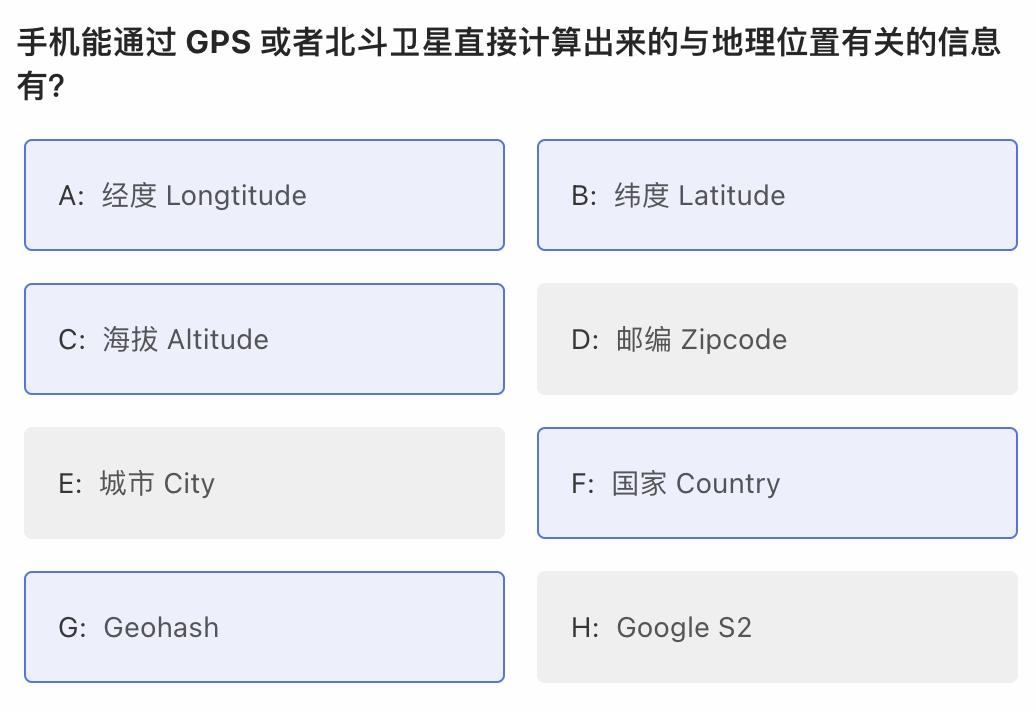 手机能通过 GPS 或者北斗卫星直接计算出来的与地理位置有关的信息
有?
A: 经度 Longtitude
B: 纬度 Latitude
C: 海拔 Altitude
D: 邮编 Zipcode
E: 城市 City
F: 国家 Country
G: Geohash
H: Google S2